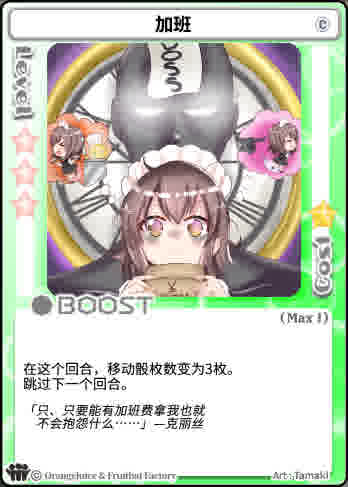 加班
C
Level
BOSS
¥
Cost
BOOST
(Max 1)
在这个回合，移动骰枚数变为3枚。
跳过下一个回合。
「只、只要能有加班费拿我也就
不会抱怨什么……」—克丽丝
© OrangeJuice & Fruitbat Factory
Art : Tamaki